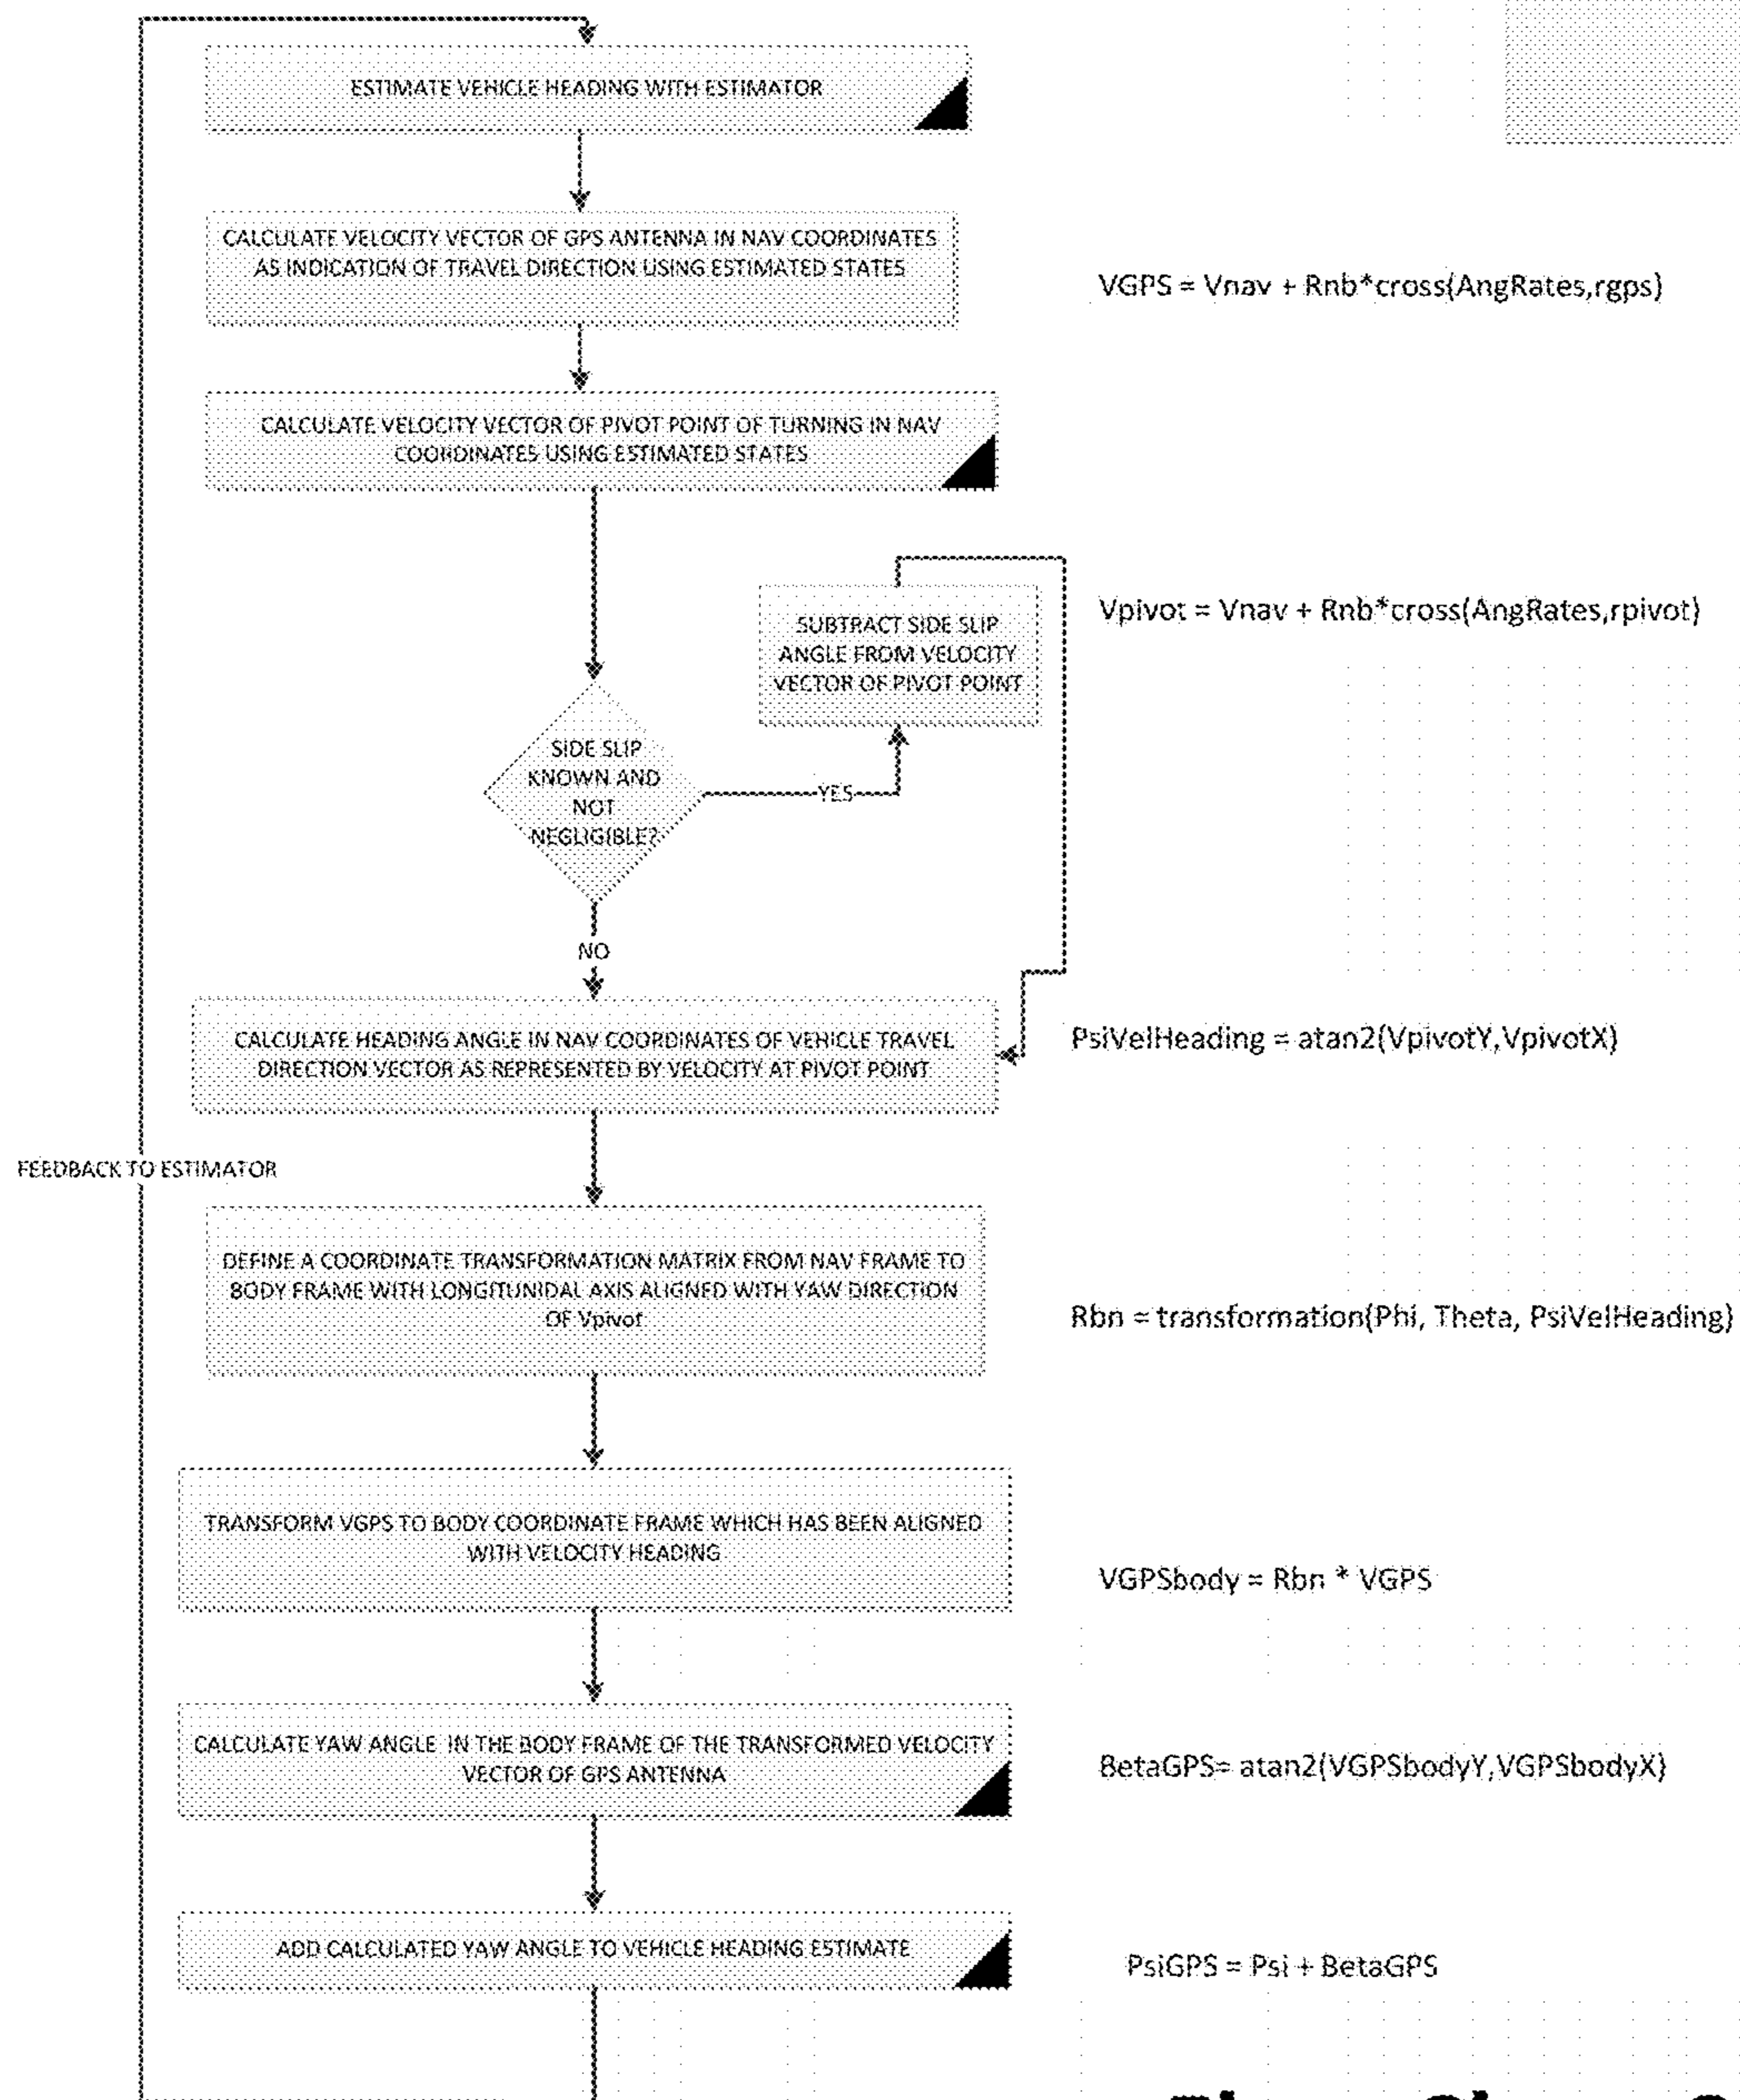 ESTIMATE VEHICLE HEADING WITH ESTIMATOR
CALCULATE VELOCITY VECTOR OF GPS ANTENNA IN NAV COORDINATES
AS INDICATION OF TRAVEL DIRECTION USING ESTIMATED STATES
VGPS = Vnav + Rnb*cross(AngRates,rgps)
CALCULATE VELOCITY VECTOR OF PIVOT POINT OF TURNING IN NAV
COORDINATES USING ESTIMATED STATES
Vpivot = Vnav + Rnb*cross(AngRates,rpivot)
SUBTRACT SIDE SLIP
ANGLE FROM VELOCITY
VECTOR OF PIVOT POINT
SIDE SLIP
KNOWN AND
NOT
NEGLIGIBLE?
YES
NO
CALCULATE HEADING ANGLE IN NAV COORDINATES OF VEHICLE TRAVEL
DIRECTION VECTOR AS REPRESENTED BY VELOCITY AT PIVOT POINT
PsiVelHeading = atan2(VpivotY,VpivotX)
FEEDBACK TO ESTIMATOR
DEFINE A COORDINATE TRANSFORMATION MATRIX FROM NAV FRAME TO
BODY FRAME WITH LONGITUNIDAL AXIS ALIGNED WITH YAW DIRECTION
OF Vpivot
Rbn = transformation(Phi, Theta, PsiVelHeading)
TRANSFORM VGPS TO BODY COORDINATE FRAME WHICH HAS BEEN ALIGNED
WITH VELOCITY HEADING
VGPSbody = Rbn * VGPS
CALCULATE YAW ANGLE IN THE BODY FRAME OF THE TRANSFORMED VELOCITY
VECTOR OF GPS ANTENNA
BetaGPS= atan2(VGPSbodyY,VGPSbodyX)
ADD CALCULATED YAW ANGLE TO VEHICLE HEADING ESTIMATE
PsiGPS = Psi + BetaGPS